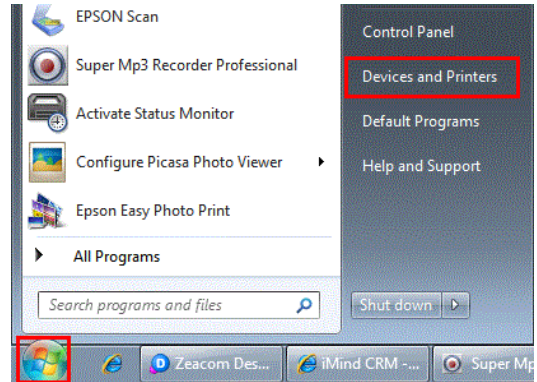 EPSON Scan
Super Mp3 Recorder Professional
Activate Status Monitor
Configure Picasa Photo Viewer
Epson Easy Photo Print
All Programs
Search programs and files
Control Panel
Devices and Printers
Default Programs
Help and Support
Shut down
Zeacom Des...
iMind CRM -...
Super Mp